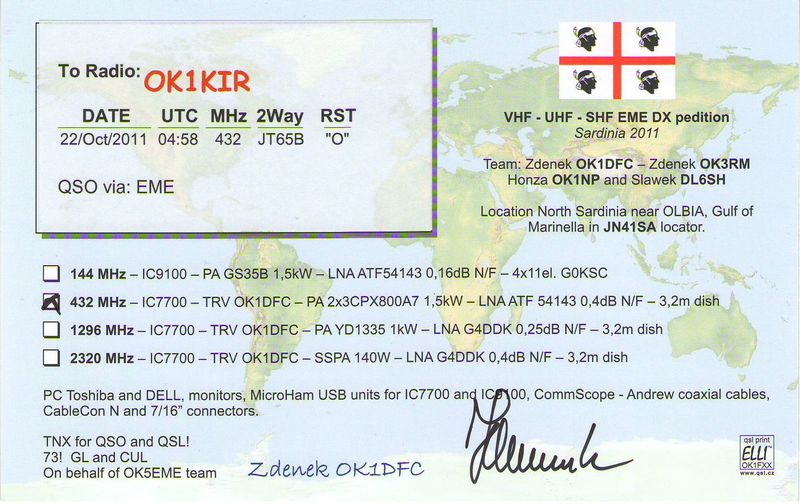 To Radio: OK1KIR
DATE UTC MHz 2Way RST
22/Oct/2011 04:58 432 JT65B "O"
QSO via: EME
VHF - UHF - SHF EME DX pedition
Sardinia 2011
Team: Zdenek OK1DFC – Zdenek OK3RM
Honza OK1NP and Slawek DL6SH
Location North Sardinia near OLBIA, Gulf of
Marinella in JN41SA locator.
144 MHz – IC9100 – PA GS35B 1,5kW – LNA ATF54143 0,16dB N/F – 4x11el. G0KSC
432 MHz – IC7700 – TRV OK1DFC – PA 2x3CPX800A7 1,5kW – LNA ATF 54143 0,4dB N/F – 3,2m dish
1296 MHz – IC7700 – TRV OK1DFC – PA YD1335 1kW – LNA G4DDK 0,25dB N/F – 3,2m dish
2320 MHz – IC7700 – TRV OK1DFC – SSPA 140W – LNA G4DDK 0,4dB N/F – 3,2m dish
PC Toshiba and DELL, monitors, MicroHam USB units for IC7700 and IC9100, CommScope - Andrew coaxial cables,
CableCon N and 7/16" connectors.
TNX for QSO and QSL!
73! GL and CUL
On behalf of OK5EME team
Zdenek OK1DFC
qsl print
ELLI
OK1FXX
www.qsl.cz